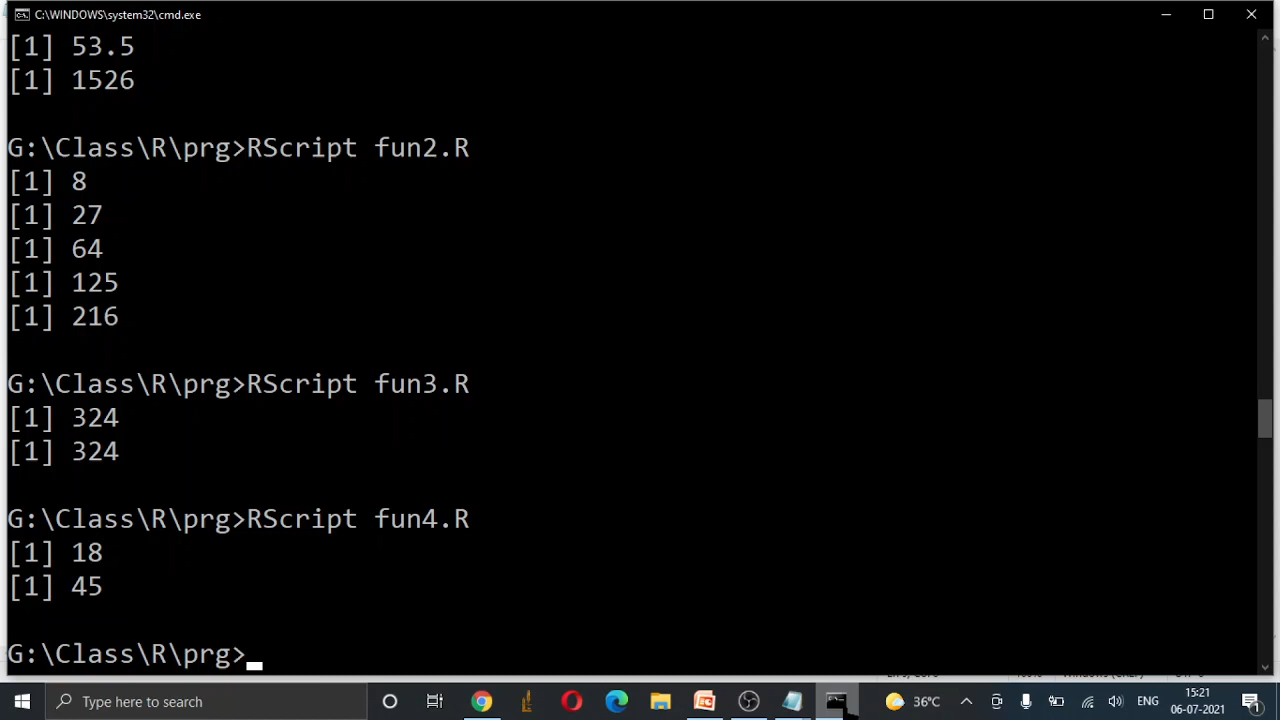 C:\WINDOWS\system32\cmd.exe
[1] 53.5
[1] 1526
G:\Class\R\prg>RScript fun2.R
[1] 8
[1] 27
[1] 64
[1] 125
[1] 216
G:\Class\R\prg>RScript fun3.R
[1] 324
[1] 324
G:\Class\R\prg>RScript fun4.R
[1] 18
[1] 45
G:\Class\R\prg>
Type here to search
36°C
ENG
15:21
06-07-2021
1